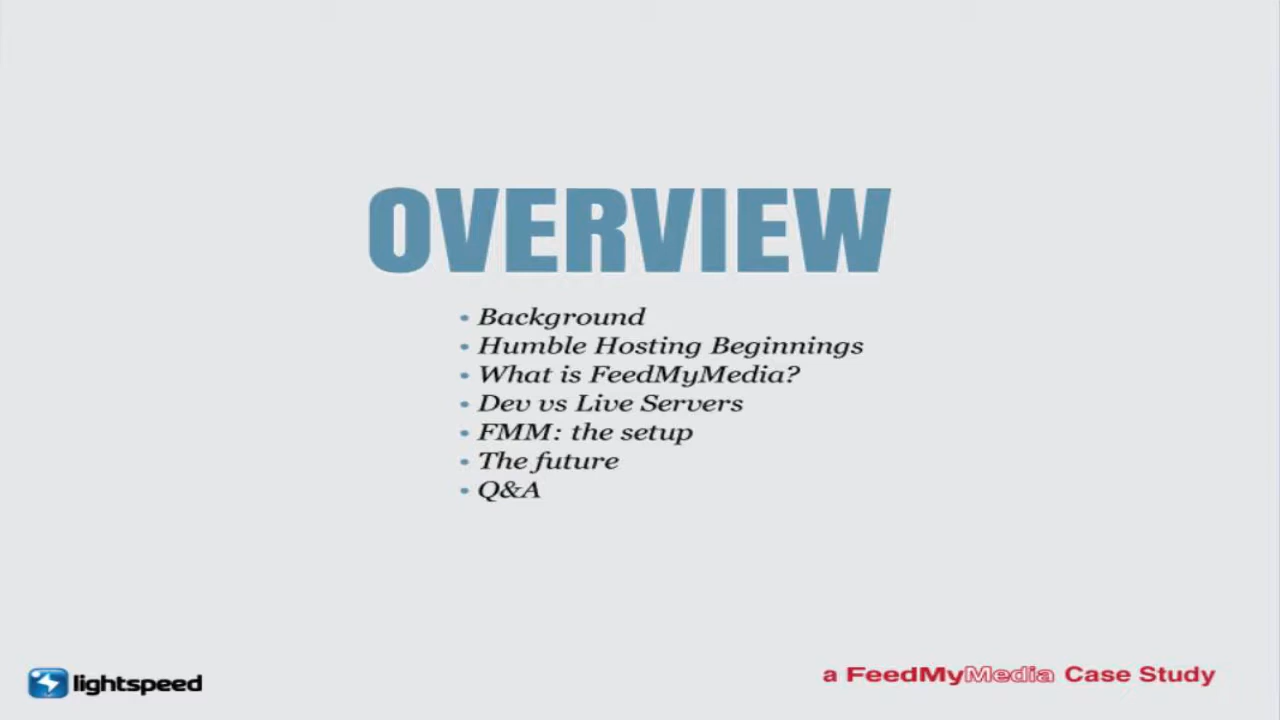 OVERVIEW
• Background
• Humble Hosting Beginnings
• What is FeedMyMedia?
• Dev vs Live Servers
• FMM: the setup
• The future
• Q&A
lightspeed
a FeedMyMedia Case Study